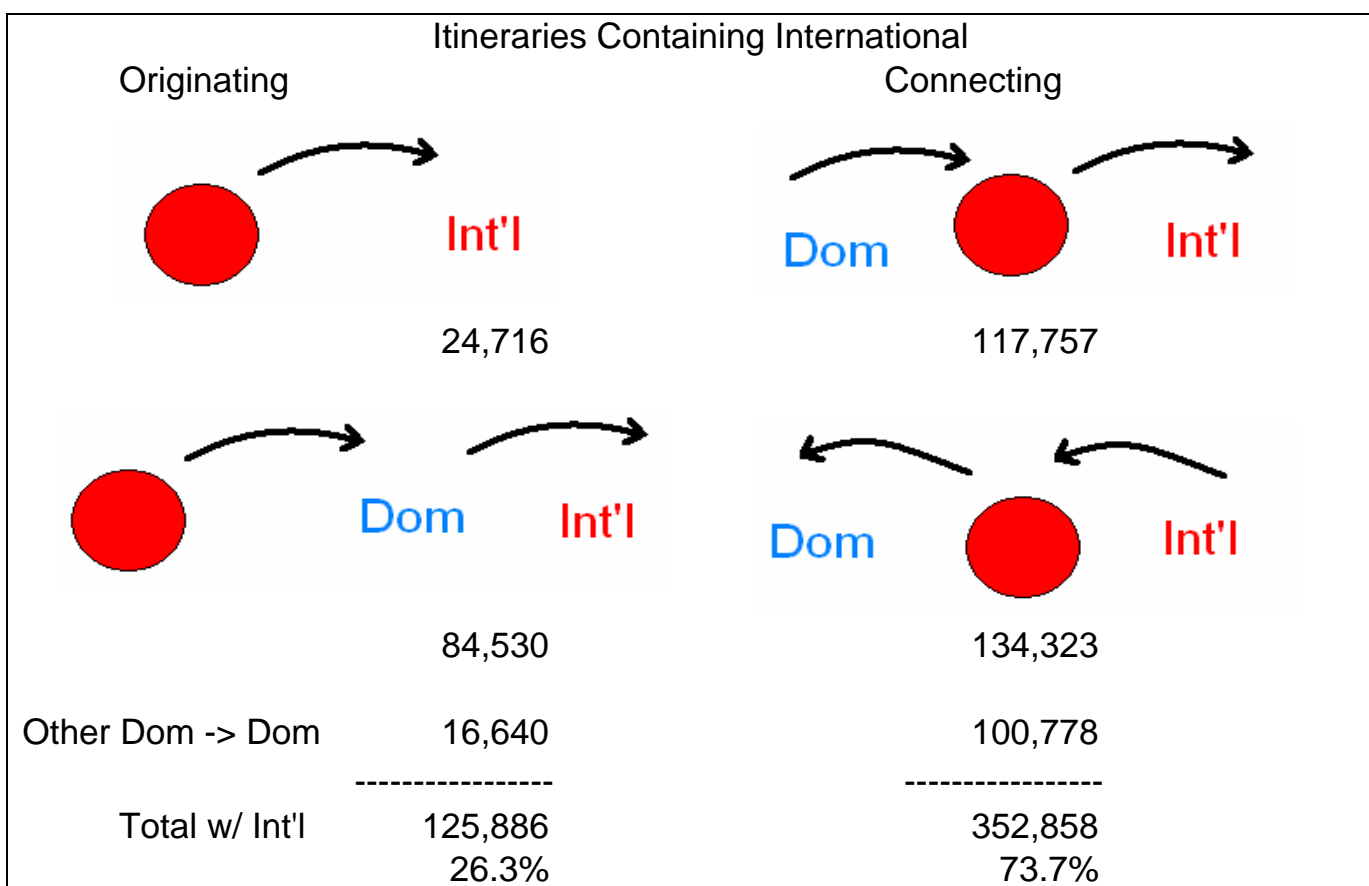 Itineraries Containing International
Originating Connecting
Int'l Dom Int'l
24,716 117,757
Dom Int'l Dom Int'l
84,530 134,323
Other Dom -> Dom 16,640 100,778
----------------- -----------------
Total w/ Int'l 125,886 352,858
26.3% 73.7%